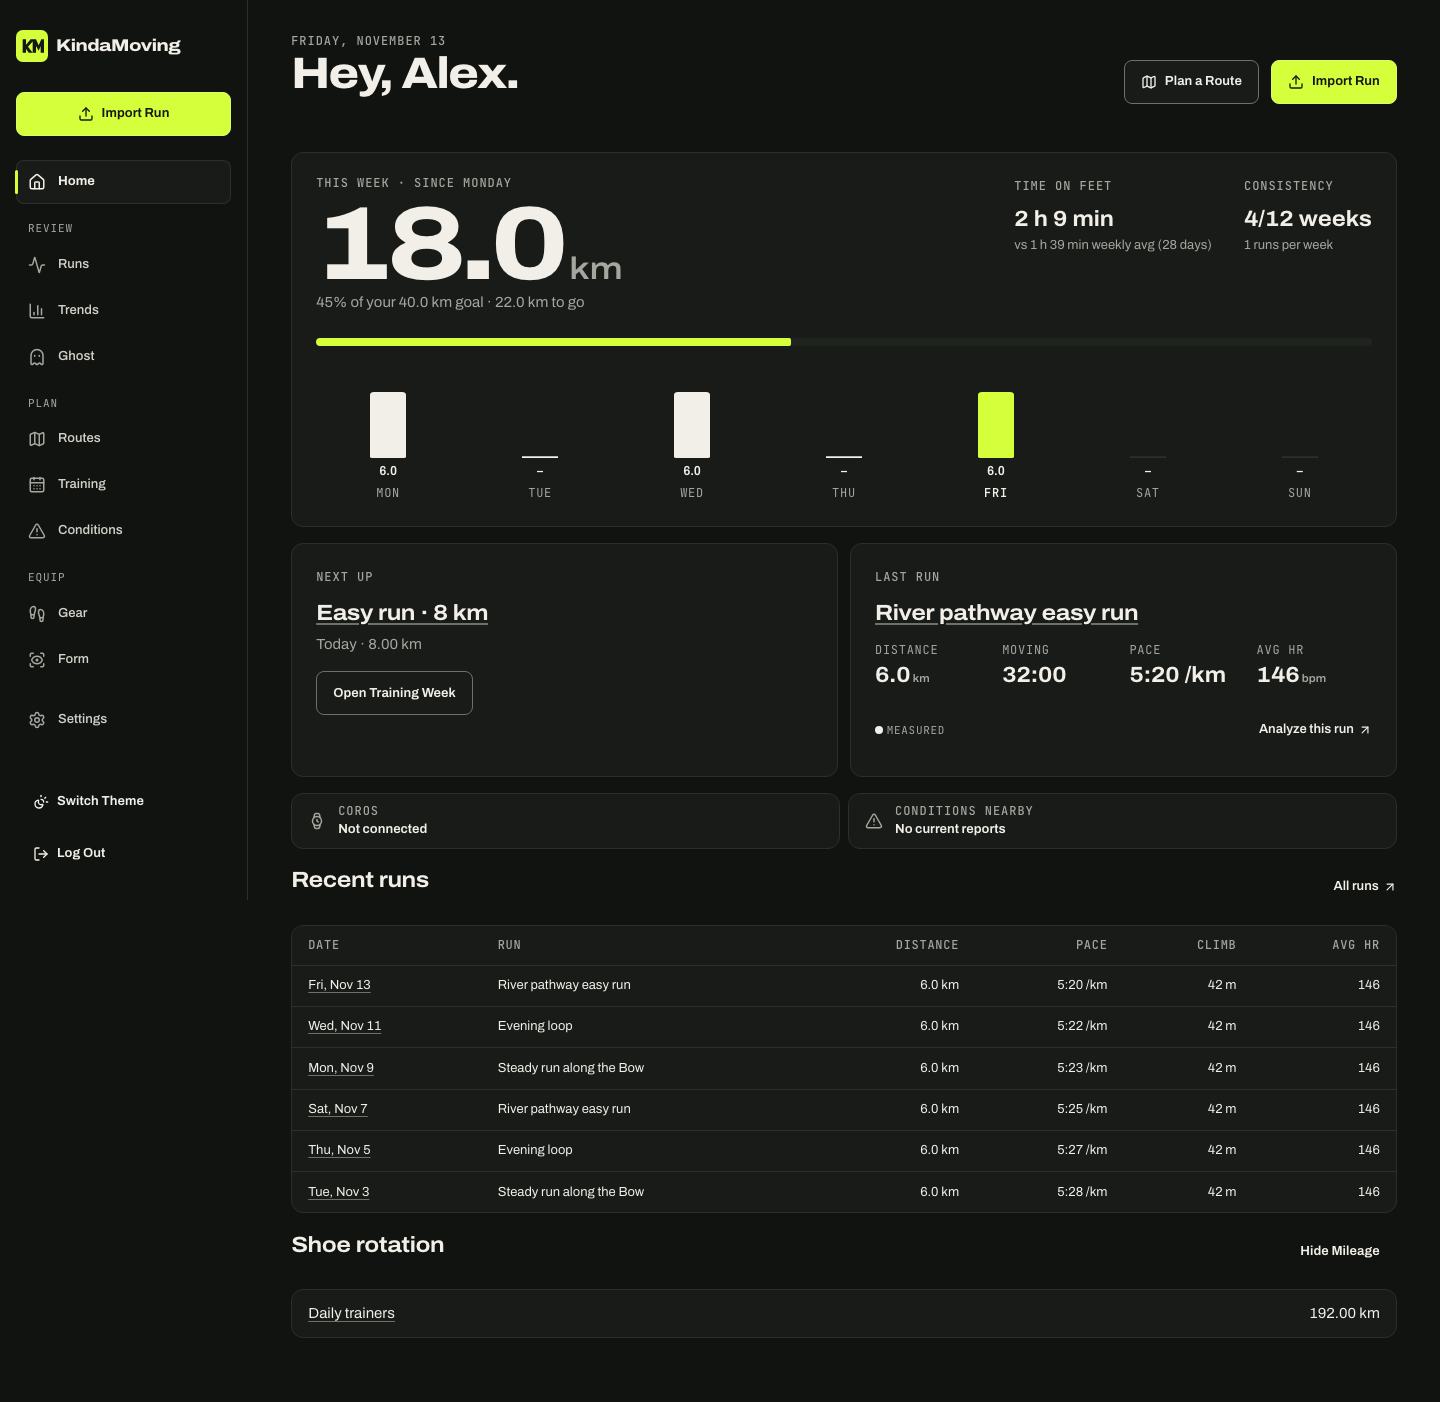 KM KindaMoving
Import Run
Home
REVIEW
Runs
Trends
Ghost
PLAN
Routes
Training
Conditions
EQUIP
Gear
Form
Settings
Switch Theme
Log Out
FRIDAY, NOVEMBER 13
Hey, Alex.
Plan a Route
Import Run
THIS WEEK · SINCE MONDAY
18.0 km
45% of your 40.0 km goal · 22.0 km to go
TIME ON FEET
2 h 9 min
vs 1 h 39 min weekly avg (28 days)
CONSISTENCY
4/12 weeks
1 runs per week
6.0 – 6.0 – 6.0 – –
MON TUE WED THU FRI SAT SUN
NEXT UP
Easy run · 8 km
Today · 8.00 km
Open Training Week
LAST RUN
River pathway easy run
DISTANCE MOVING PACE AVG HR
6.0 km 32:00 5:20 /km 146 bpm
MEASURED
Analyze this run
COROS
Not connected
CONDITIONS NEARBY
No current reports
Recent runs
All runs
DATE RUN DISTANCE PACE CLIMB AVG HR
Fri, Nov 13 River pathway easy run 6.0 km 5:20 /km 42 m 146
Wed, Nov 11 Evening loop 6.0 km 5:22 /km 42 m 146
Mon, Nov 9 Steady run along the Bow 6.0 km 5:23 /km 42 m 146
Sat, Nov 7 River pathway easy run 6.0 km 5:25 /km 42 m 146
Thu, Nov 5 Evening loop 6.0 km 5:27 /km 42 m 146
Tue, Nov 3 Steady run along the Bow 6.0 km 5:28 /km 42 m 146
Shoe rotation
Hide Mileage
Daily trainers 192.00 km